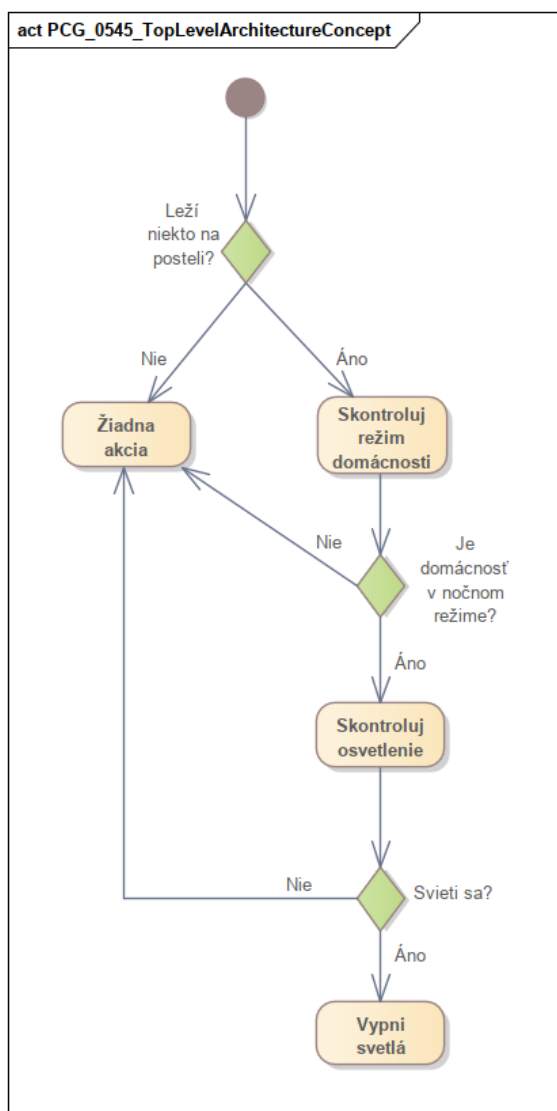 act PCG_0545_TopLevelArchitectureConcept
Leží
niekto na
posteli?
Nie
Áno
Žiadna
akcia
Skontroluj
režim
domácnosti
Nie
Je
domácnosť
v nočnom
režime?
Áno
Skontroluj
osvetlenie
Nie
Svieti sa?
Áno
Vypni
svetlá